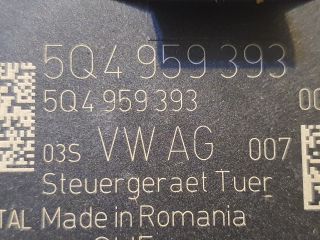 5Q4 959 393
5Q4 959 393
03S VW AG 007
Steuergeraet Tuer
Made in Romania